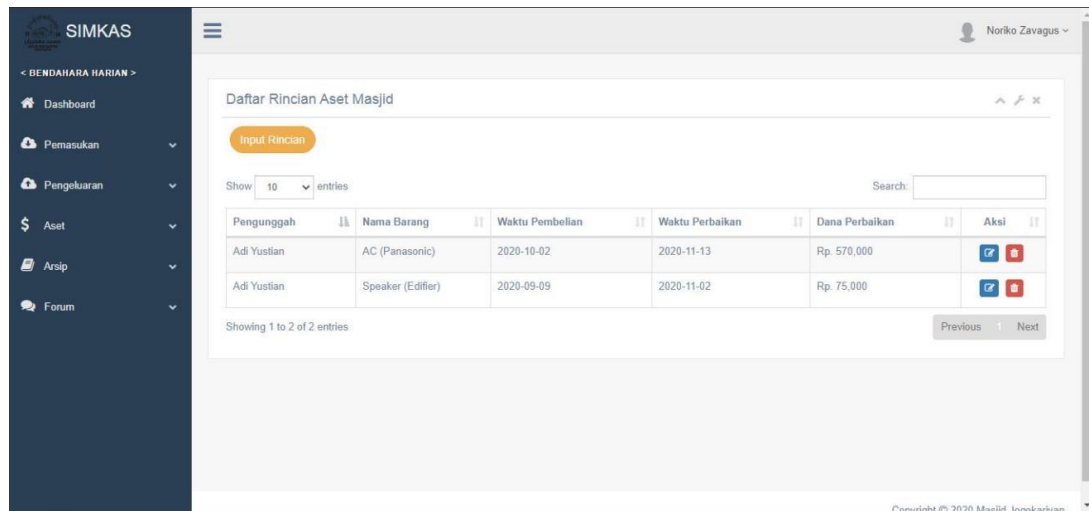 SIMKAS
Noriko Zavagus
< BENDAHARA HARIAN >
Dashboard
Pemasukan
Pengeluaran
Aset
Arsip
Forum
Daftar Rincian Aset Masjid
Input Rincian
Show 10 entries
Search:
Pengunggah Nama Barang Waktu Pembelian Waktu Perbaikan Dana Perbaikan Aksi
Adi Yustian AC (Panasonic) 2020-10-02 2020-11-13 Rp. 570,000
Adi Yustian Speaker (Edifier) 2020-09-09 2020-11-02 Rp. 75,000
Showing 1 to 2 of 2 entries
Previous 1 Next
Copyright © 2020 Masjid Jogokariyan